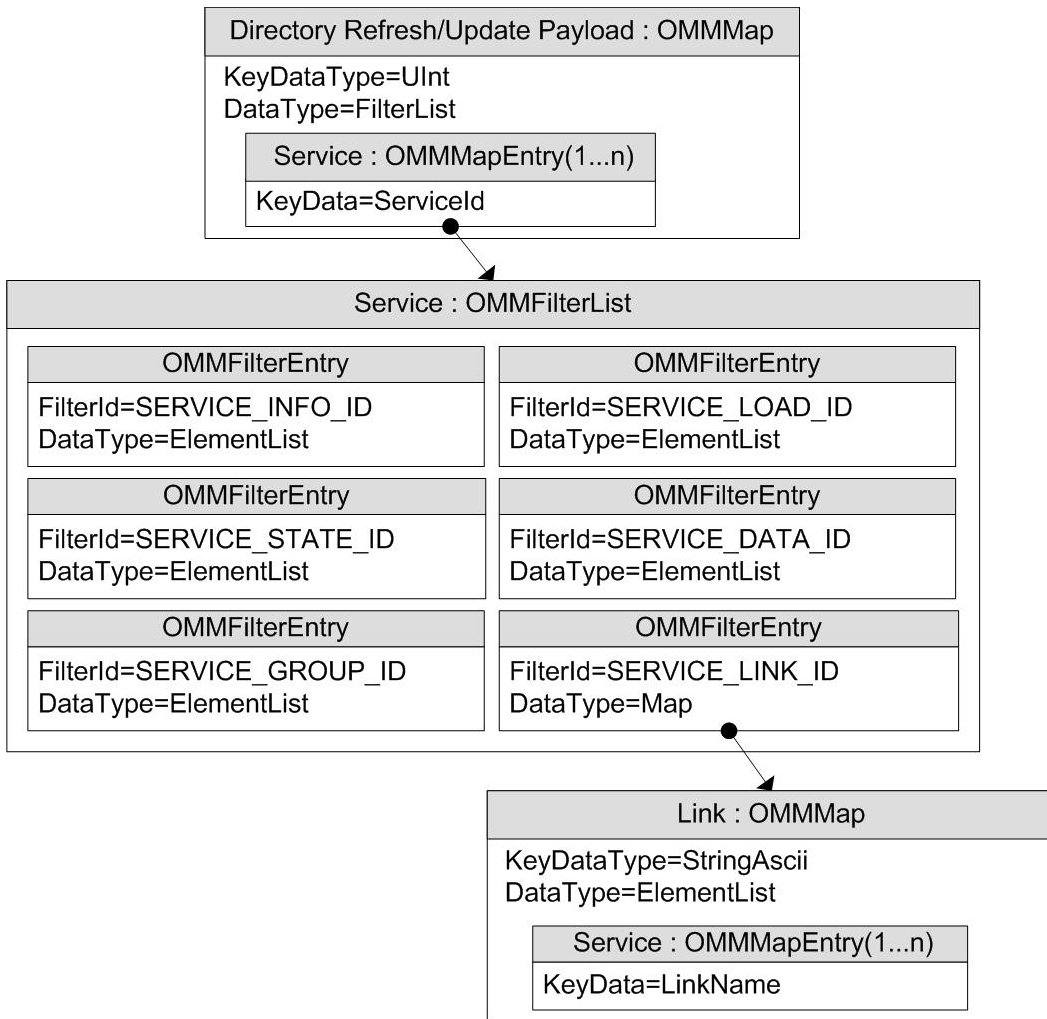 Directory Refresh/Update Payload : OMMMap
KeyDataType=UInt
DataType=FilterList
Service : OMMMapEntry(1...n)
KeyData=ServiceId
Service : OMMFilterList
OMMFilterEntry
FilterId=SERVICE_INFO_ID
DataType=ElementList
OMMFilterEntry
FilterId=SERVICE_LOAD_ID
DataType=ElementList
OMMFilterEntry
FilterId=SERVICE_STATE_ID
DataType=ElementList
OMMFilterEntry
FilterId=SERVICE_DATA_ID
DataType=ElementList
OMMFilterEntry
FilterId=SERVICE_GROUP_ID
DataType=ElementList
OMMFilterEntry
FilterId=SERVICE_LINK_ID
DataType=Map
Link : OMMMap
KeyDataType=StringAscii
DataType=ElementList
Service : OMMMapEntry(1...n)
KeyData=LinkName